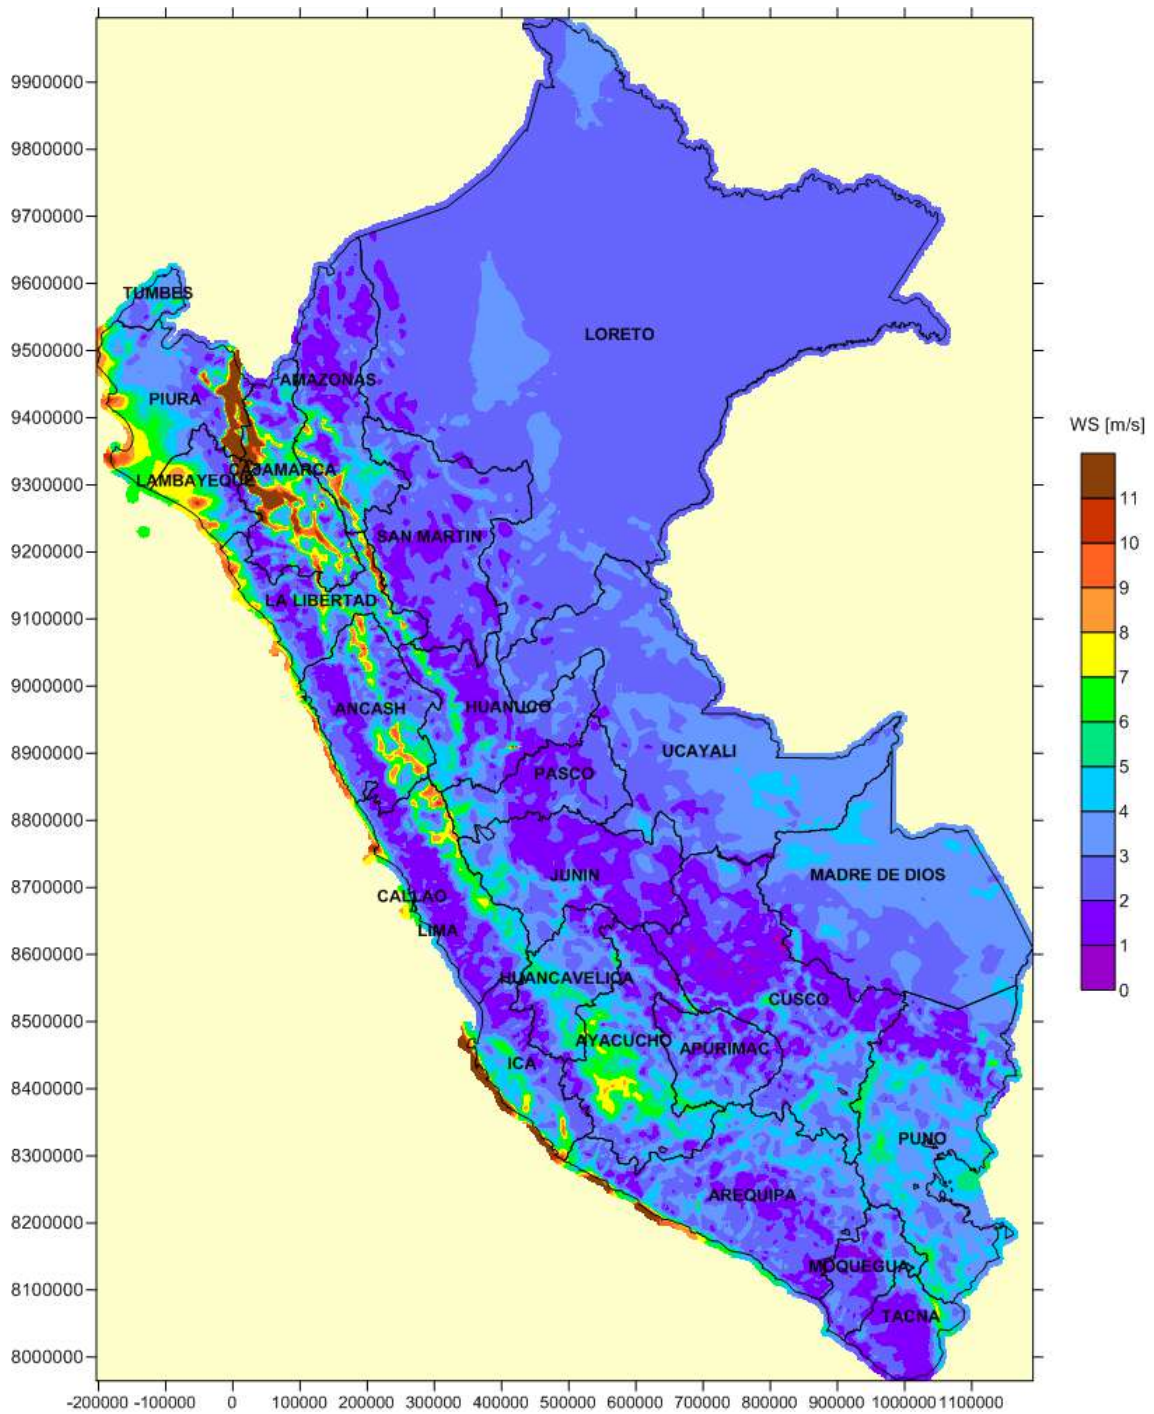 9900000
9800000
9700000
9600000
9500000
9400000
9300000
9200000
9100000
9000000
8900000
8800000
8700000
8600000
8500000
8400000
8300000
8200000
8100000
8000000
TUMBES
LORETO
AMAZONAS
PIURA
CAJAMARCA
LAMBAYEQUE
SAN MARTIN
LA LIBERTAD
ANCASH
HUANUCO
UCAYALI
PASCO
JUNIN
MADRE DE DIOS
CALLAO
LIMA
HUANCAVELICA
CUSCO
AYACUCHO
APURIMAC
ICA
PUNO
AREQUIPA
MOQUEGUA
TACNA
WS [m/s]
11
10
9
8
7
6
5
4
3
2
1
0
-200000 -100000 0 100000 200000 300000 400000 500000 600000 700000 800000 900000 1000000 1100000